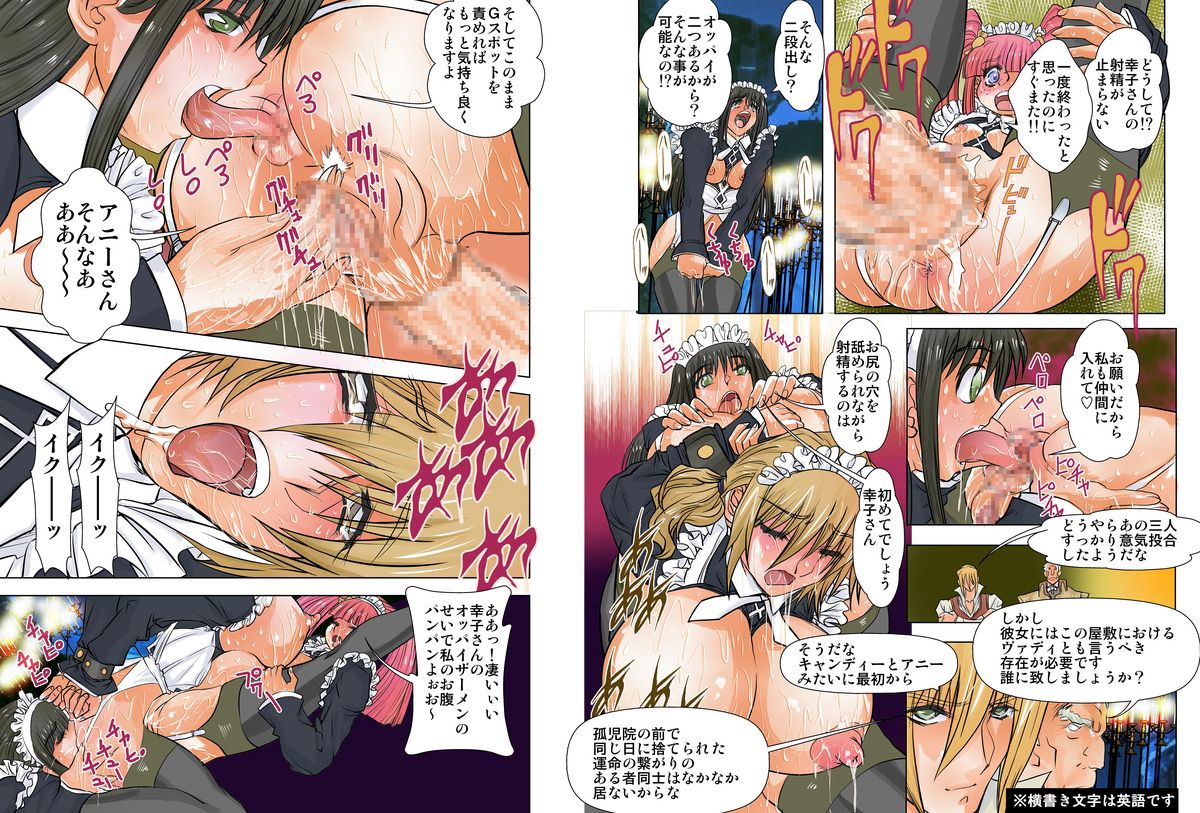 どうして!?
幸子さんの
射精が
止まらない
一度終わったと
思ったのに
すぐまた!!
ドドドッ
ドビュー
ドドドッ
そんな
二段出し?
オッパイが
二つあるから?
そんな事が
可能なの!?
くちゅ
くちゅ
お願いだから
私も仲間に
入れて♡
ペロ
ペロ
ピチャ
ピチャ
お尻の穴を
舐められながら
射精するのは
初めてでしょう
幸子さん
チュ
チュ
ピチャ
どうやらあの三人
すっかり意気投合
したようだな
しかし
彼女にはこの屋敷における
ヴァディとも言うべき
存在が必要です
誰に致しましょうか?
そうだな
キャンディーとアニー
みたいに最初から
孤児院の前で
同じ日に捨てられた
運命の繋がりの
ある者同士はなかなか
居ないからな
※横書き文字は英語です
そしてこのまま
Gスポットを
責めれば
もっと気持ち良く
なりますよ
ぺろ
グチュ
グチュ
アニーさん
そんなぁ
ああ〜〜
イクーーッ
イクーーッ
ああっ!凄いぃい
幸子さんの
オッパイザーメンの
せいで私のお腹
パンパンよぉお〜
プクー